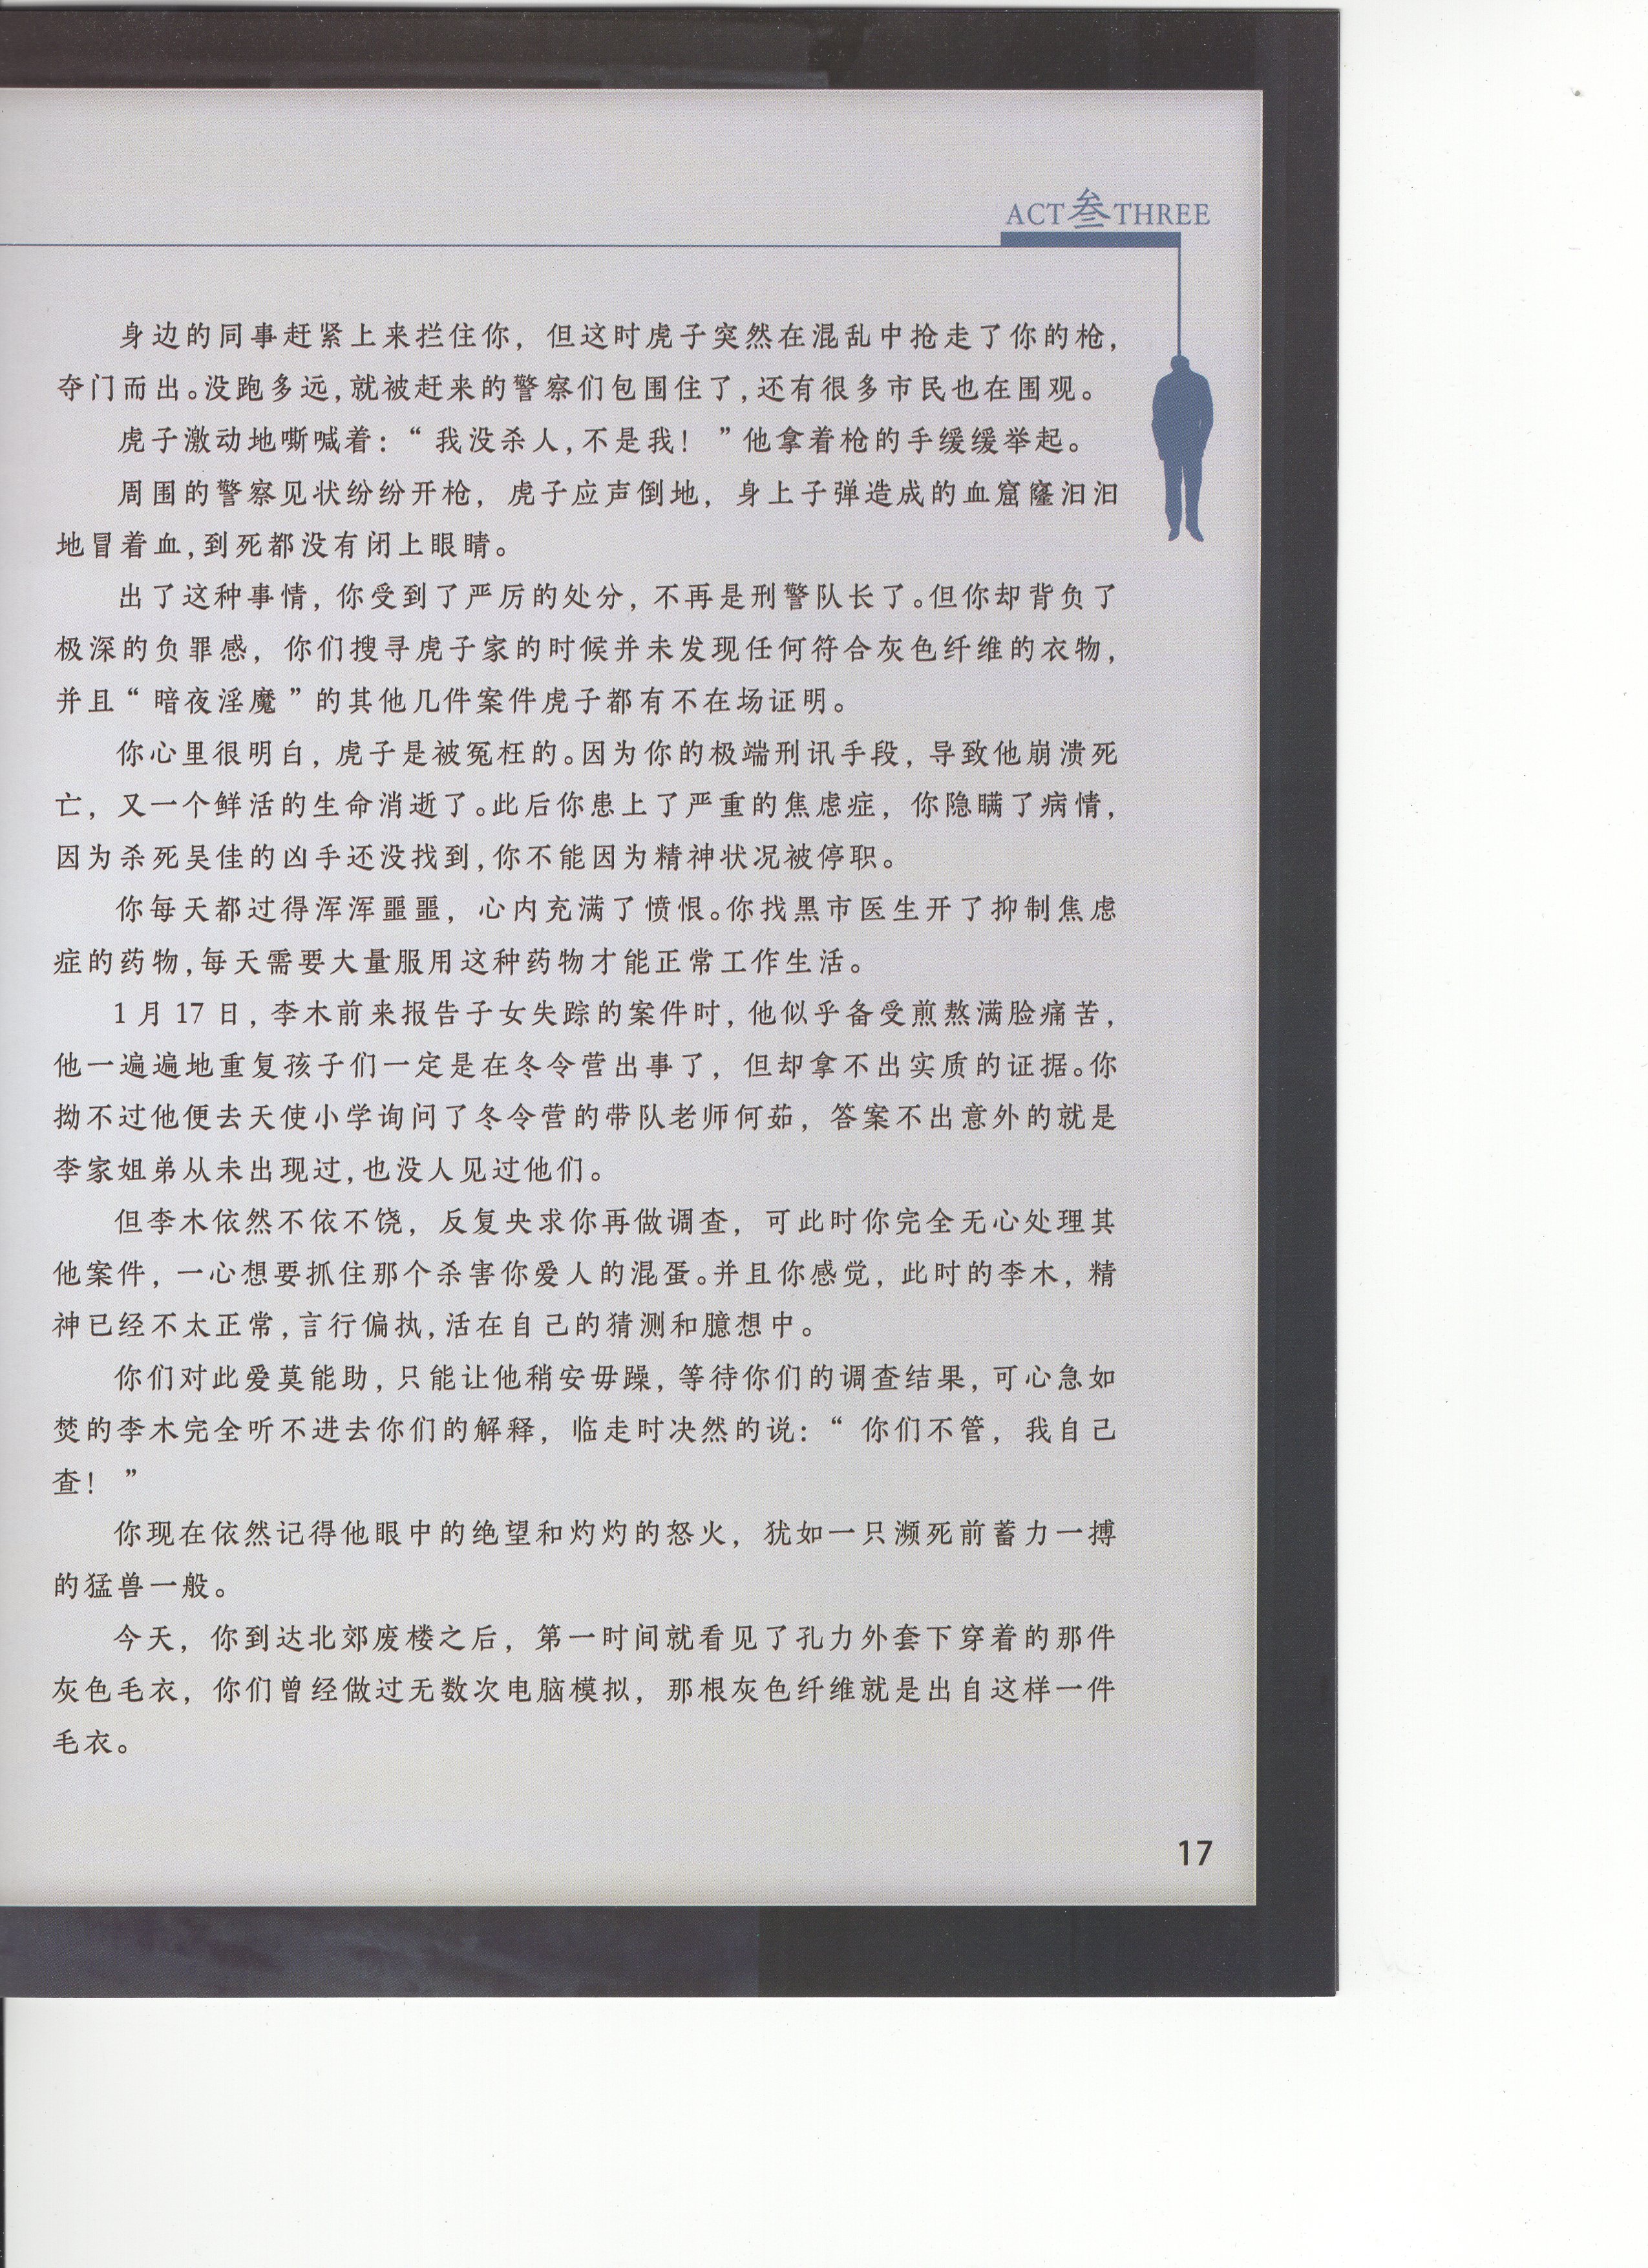 ACT叁THREE
身边的同事赶紧上来拦住你，但这时虎子突然在混乱中抢走了你的枪，
夺门而出。没跑多远，就被赶来的警察们包围住了，还有很多市民也在围观。
虎子激动地嘶喊着：“我没杀人，不是我！”他拿着枪的手缓缓举起。
周围的警察见状纷纷开枪，虎子应声倒地，身上子弹造成的血窟窿汩汩
地冒着血，到死都没有闭上眼睛。
出了这种事情，你受到了严厉的处分，不再是刑警队长了。但你却背负了
极深的负罪感，你们搜寻虎子家的时候并未发现任何符合灰色纤维的衣物，
并且“暗夜淫魔”的其他几件案件虎子都有不在场证明。
你心里很明白，虎子是被冤枉的。因为你的极端刑讯手段，导致他崩溃死
亡，又一个鲜活的生命消逝了。此后你患上了严重的焦虑症，你隐瞒了病情，
因为杀死吴佳的凶手还没找到，你不能因为精神状况被停职。
你每天都过得浑浑噩噩，心内充满了愤恨。你找黑市医生开了抑制焦虑
症的药物，每天需要大量服用这种药物才能正常工作生活。
1月17日，李木前来报告子女失踪的案件时，他似乎备受煎熬满脸痛苦，
他一遍遍地重复孩子们一定是在冬令营出事了，但却拿不出实质的证据。你
拗不过他便去天使小学询问了冬令营的带队老师何茹，答案不出意外的就是
李家姐弟从未出现过，也没人见过他们。
但李木依然不依不饶，反复央求你再做调查，可此时你完全无心处理其
他案件，一心想要抓住那个杀害你爱人的混蛋。并且你感觉，此时的李木，精
神已经不太正常，言行偏执，活在自己的猜测和臆想中。
你们对此爱莫能助，只能让他稍安毋躁，等待你们的调查结果，可心急如
焚的李木完全听不进去你们的解释，临走时决然的说：“你们不管，我自己
查！”
你现在依然记得他眼中的绝望和灼灼的怒火，犹如一只濒死前蓄力一搏
的猛兽一般。
今天，你到达北郊废楼之后，第一时间就看见了孔力外套下穿着的那件
灰色毛衣，你们曾经做过无数次电脑模拟，那根灰色纤维就是出自这样一件
毛衣。
17